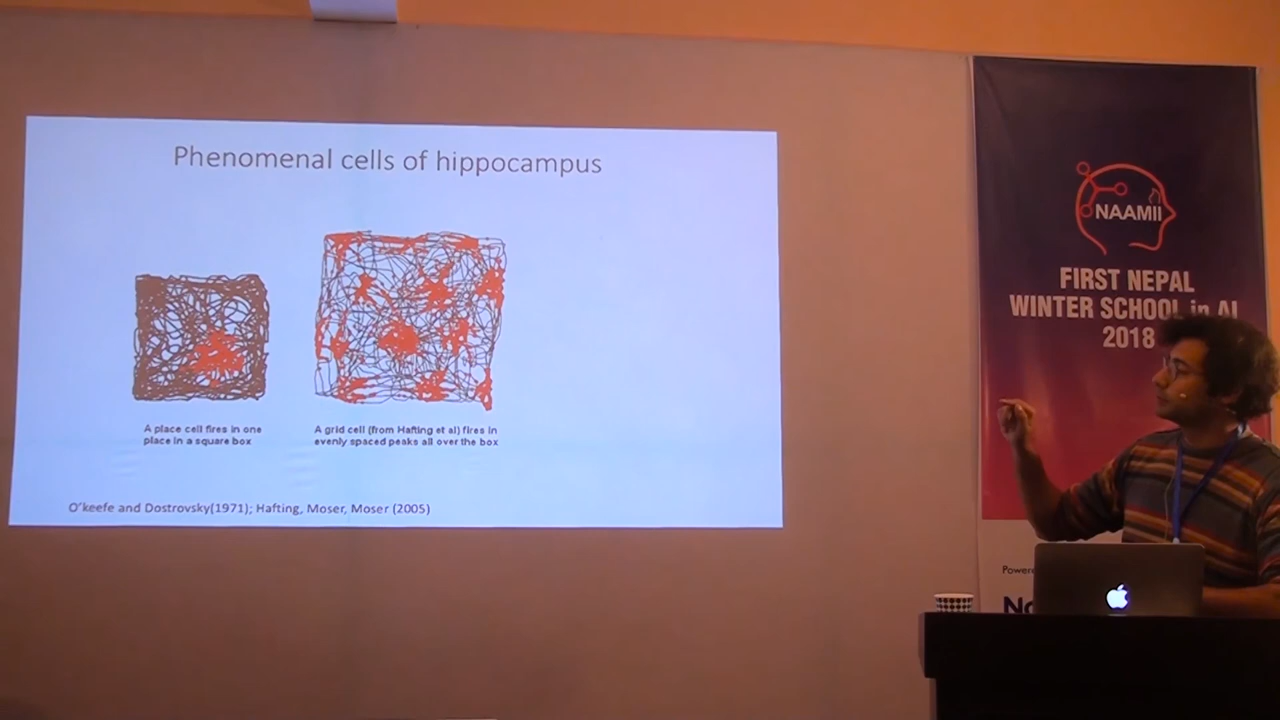 Phenomenal cells of hippocampus
A place cell fires in one
place in a square box
A grid cell (from Hafting et al) fires in
evenly spaced peaks all over the box
O'keefe and Dostrovsky(1971); Hafting, Moser, Moser (2005)
NAAMII
FIRST NEPAL
WINTER SCHOOL in AI
2018